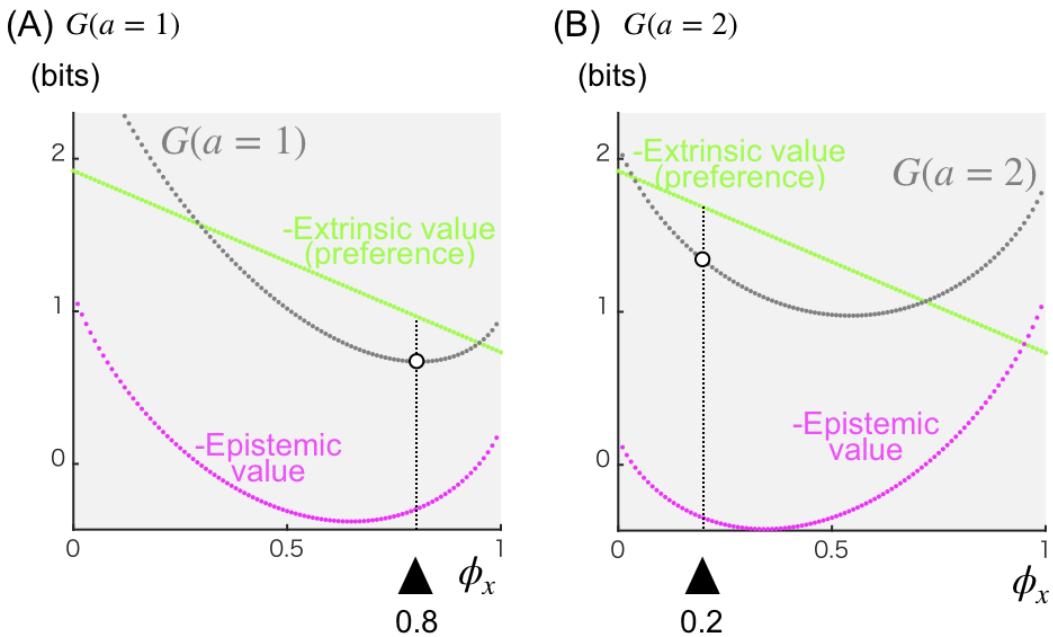 (A) G(a = 1)
(bits)
2
1
0
G(a = 1)
-Extrinsic value
(preference)
-Epistemic
value
0
0.5
1
ϕx
0.8
(B) G(a = 2)
(bits)
2
1
0
-Extrinsic value
(preference)
G(a = 2)
-Epistemic
value
0
0.5
1
ϕx
0.2